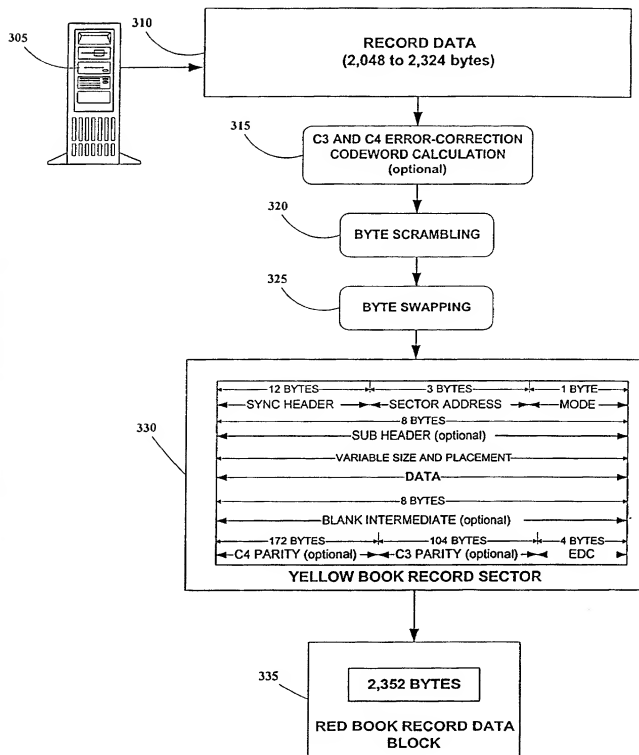 305
310
RECORD DATA
(2,048 to 2,324 bytes)
315
C3 AND C4 ERROR-CORRECTION
CODEWORD CALCULATION
(optional)
320
BYTE SCRAMBLING
325
BYTE SWAPPING
330
12 BYTES 3 BYTES 1 BYTE
SYNC HEADER SECTOR ADDRESS MODE
8 BYTES
SUB HEADER (optional)
VARIABLE SIZE AND PLACEMENT
DATA
8 BYTES
BLANK INTERMEDIATE (optional)
172 BYTES 104 BYTES 4 BYTES
C4 PARITY (optional) C3 PARITY (optional) EDC
YELLOW BOOK RECORD SECTOR
335
2,352 BYTES
RED BOOK RECORD DATA
BLOCK